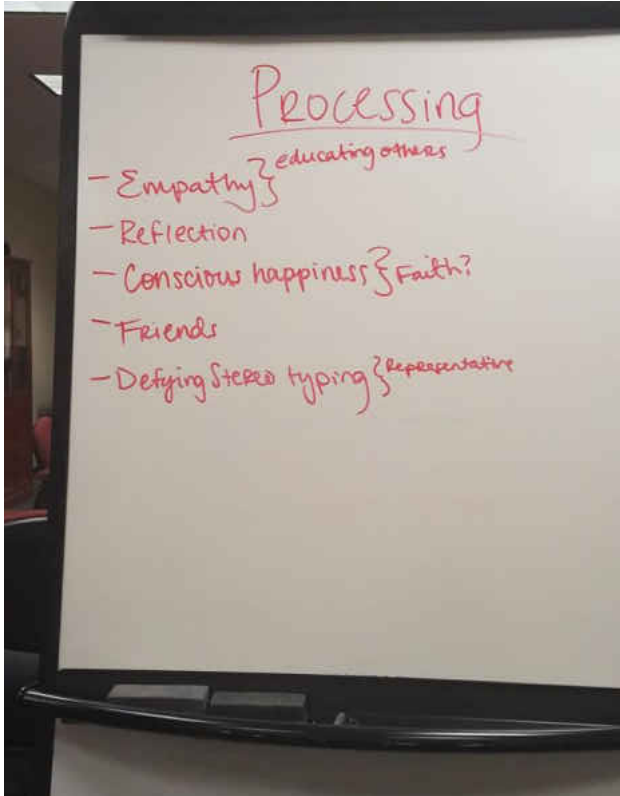 Processing
- Empathy } educating others
- Reflection
- Conscious happiness } Faith?
- Friends
- Defying Stereo typing } Representative